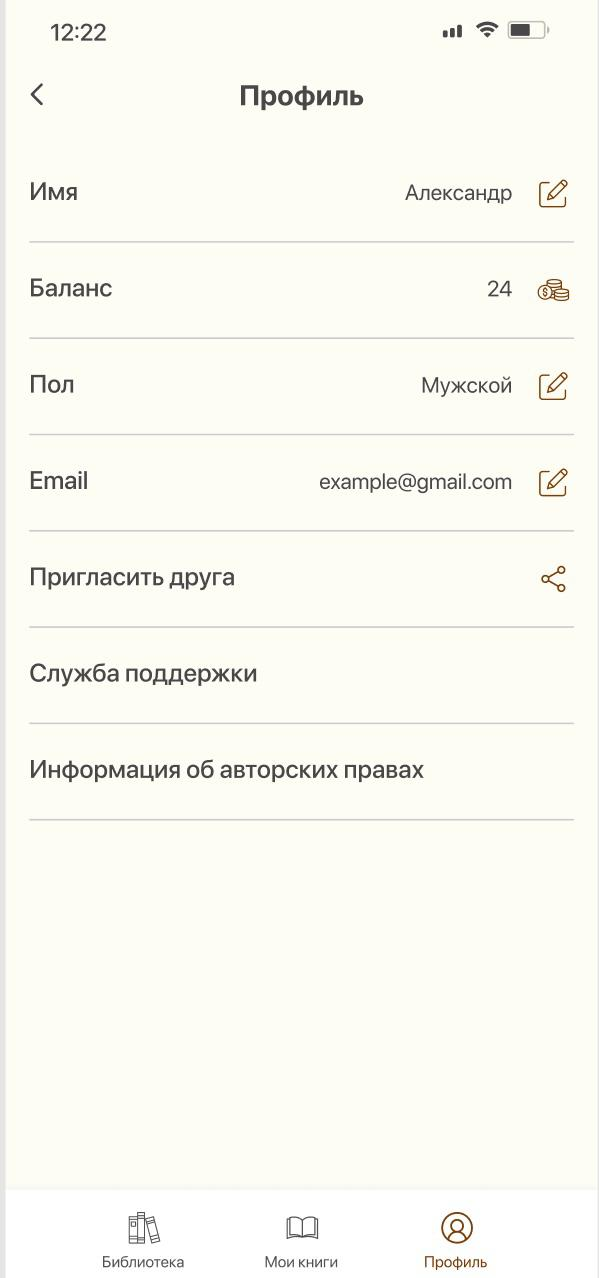 12:22
Профиль
Имя Александр
Баланс 24
Пол Мужской
Email example@gmail.com
Пригласить друга
Служба поддержки
Информация об авторских правах
Библиотека Мои книги Профиль